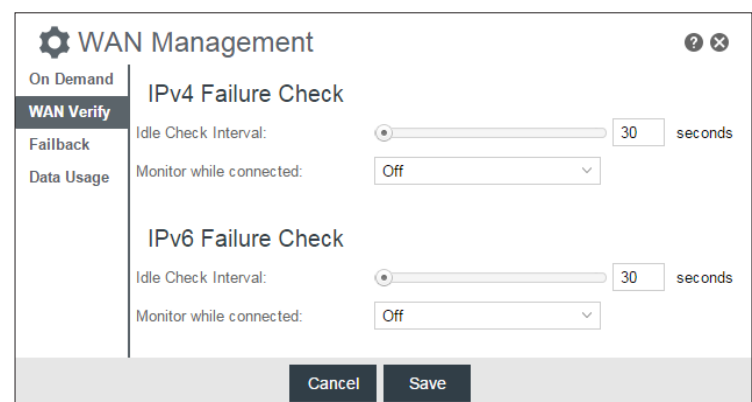 WAN Management
On Demand
WAN Verify
Failback
Data Usage
IPv4 Failure Check
Idle Check Interval: 30 seconds
Monitor while connected: Off
IPv6 Failure Check
Idle Check Interval: 30 seconds
Monitor while connected: Off
Cancel Save